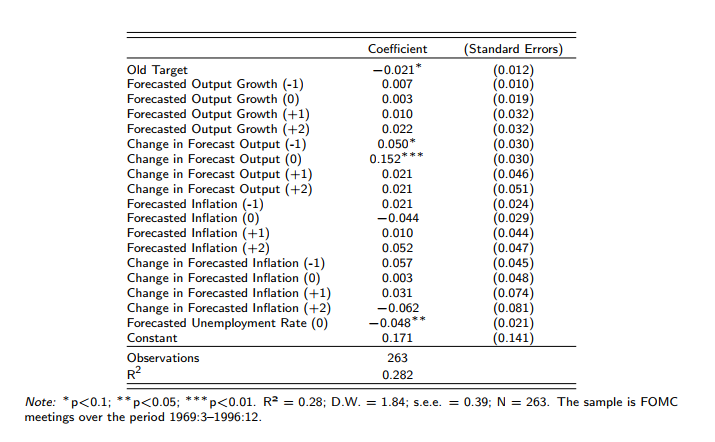 Coefficient (Standard Errors)
Old Target −0.021* (0.012)
Forecasted Output Growth (-1) 0.007 (0.010)
Forecasted Output Growth (0) 0.003 (0.019)
Forecasted Output Growth (+1) 0.010 (0.032)
Forecasted Output Growth (+2) 0.022 (0.032)
Change in Forecast Output (-1) 0.050* (0.030)
Change in Forecast Output (0) 0.152*** (0.030)
Change in Forecast Output (+1) 0.021 (0.046)
Change in Forecast Output (+2) 0.021 (0.051)
Forecasted Inflation (-1) 0.021 (0.024)
Forecasted Inflation (0) −0.044 (0.029)
Forecasted Inflation (+1) 0.010 (0.044)
Forecasted Inflation (+2) 0.052 (0.047)
Change in Forecasted Inflation (-1) 0.057 (0.045)
Change in Forecasted Inflation (0) 0.003 (0.048)
Change in Forecasted Inflation (+1) 0.031 (0.074)
Change in Forecasted Inflation (+2) −0.062 (0.081)
Forecasted Unemployment Rate (0) −0.048** (0.021)
Constant 0.171 (0.141)
Observations 263
R² 0.282
Note: *p<0.1; **p<0.05; ***p<0.01. R² = 0.28; D.W. = 1.84; s.e.e. = 0.39; N = 263. The sample is FOMC
meetings over the period 1969:3–1996:12.